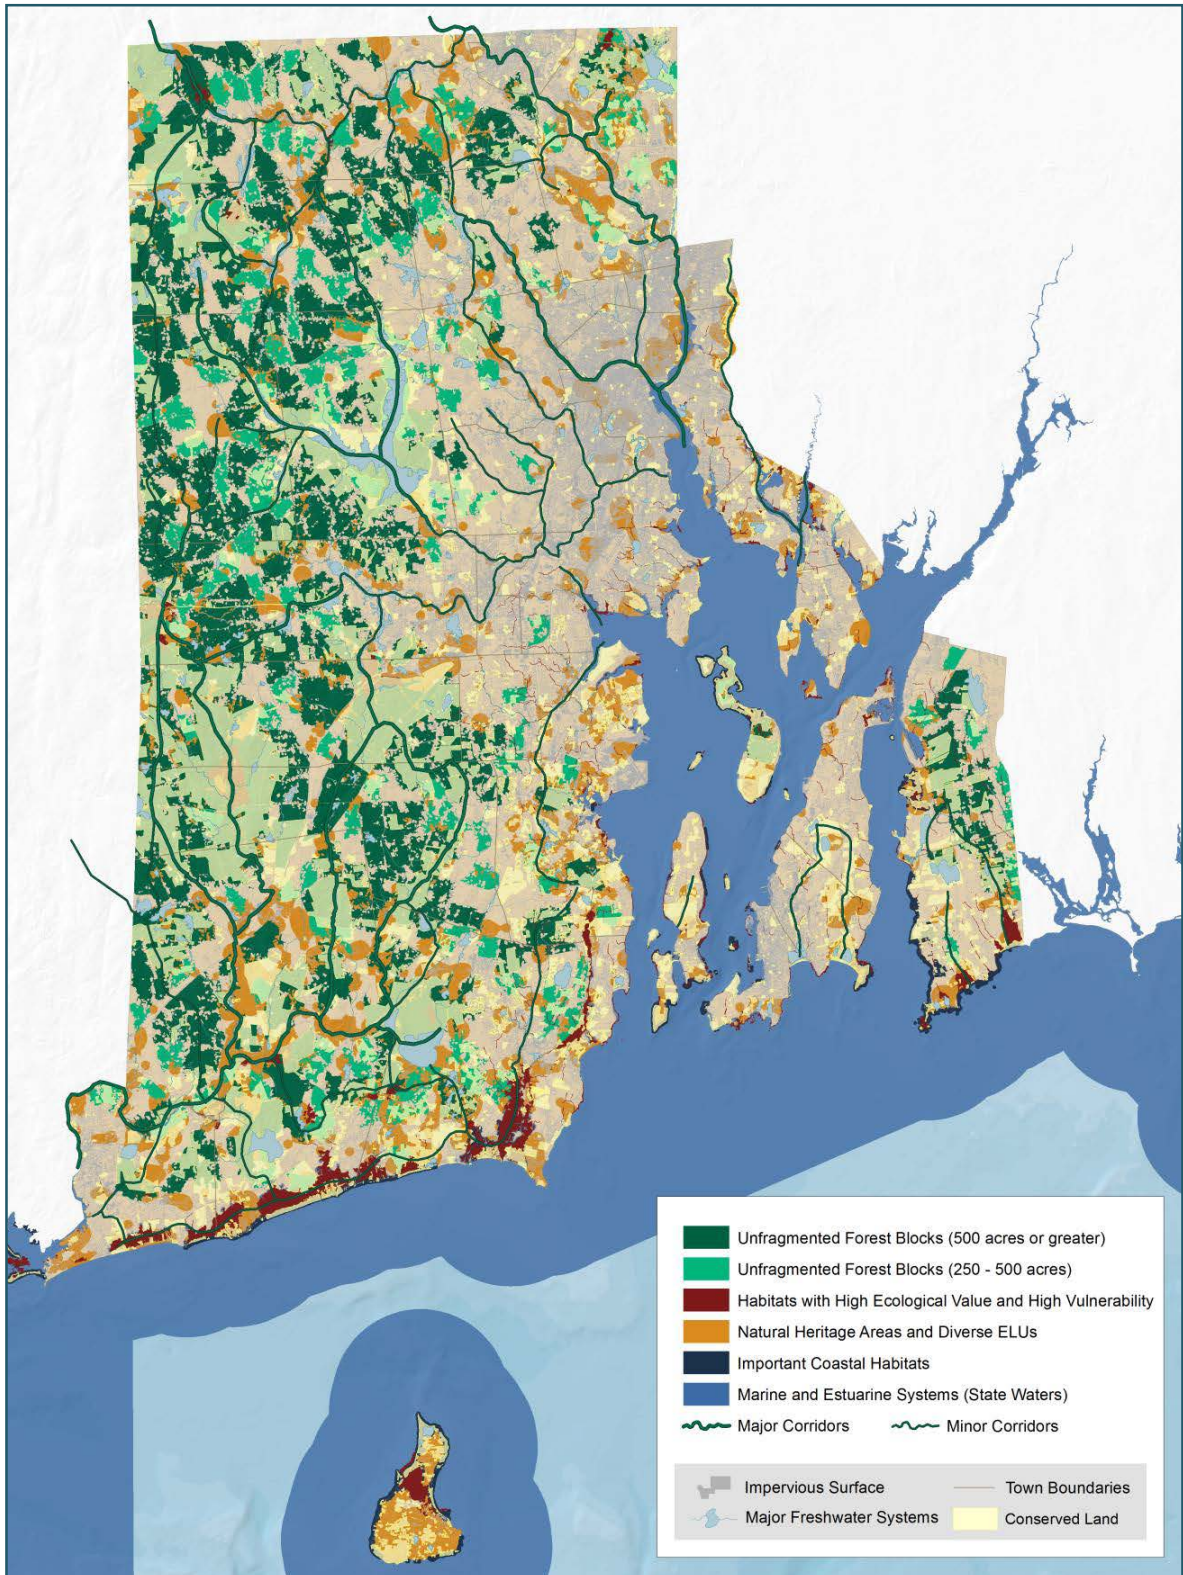 Unfragmented Forest Blocks (500 acres or greater)
Unfragmented Forest Blocks (250 - 500 acres)
Habitats with High Ecological Value and High Vulnerability
Natural Heritage Areas and Diverse ELUs
Important Coastal Habitats
Marine and Estuarine Systems (State Waters)
Major Corridors Minor Corridors
Impervious Surface Town Boundaries
Major Freshwater Systems Conserved Land